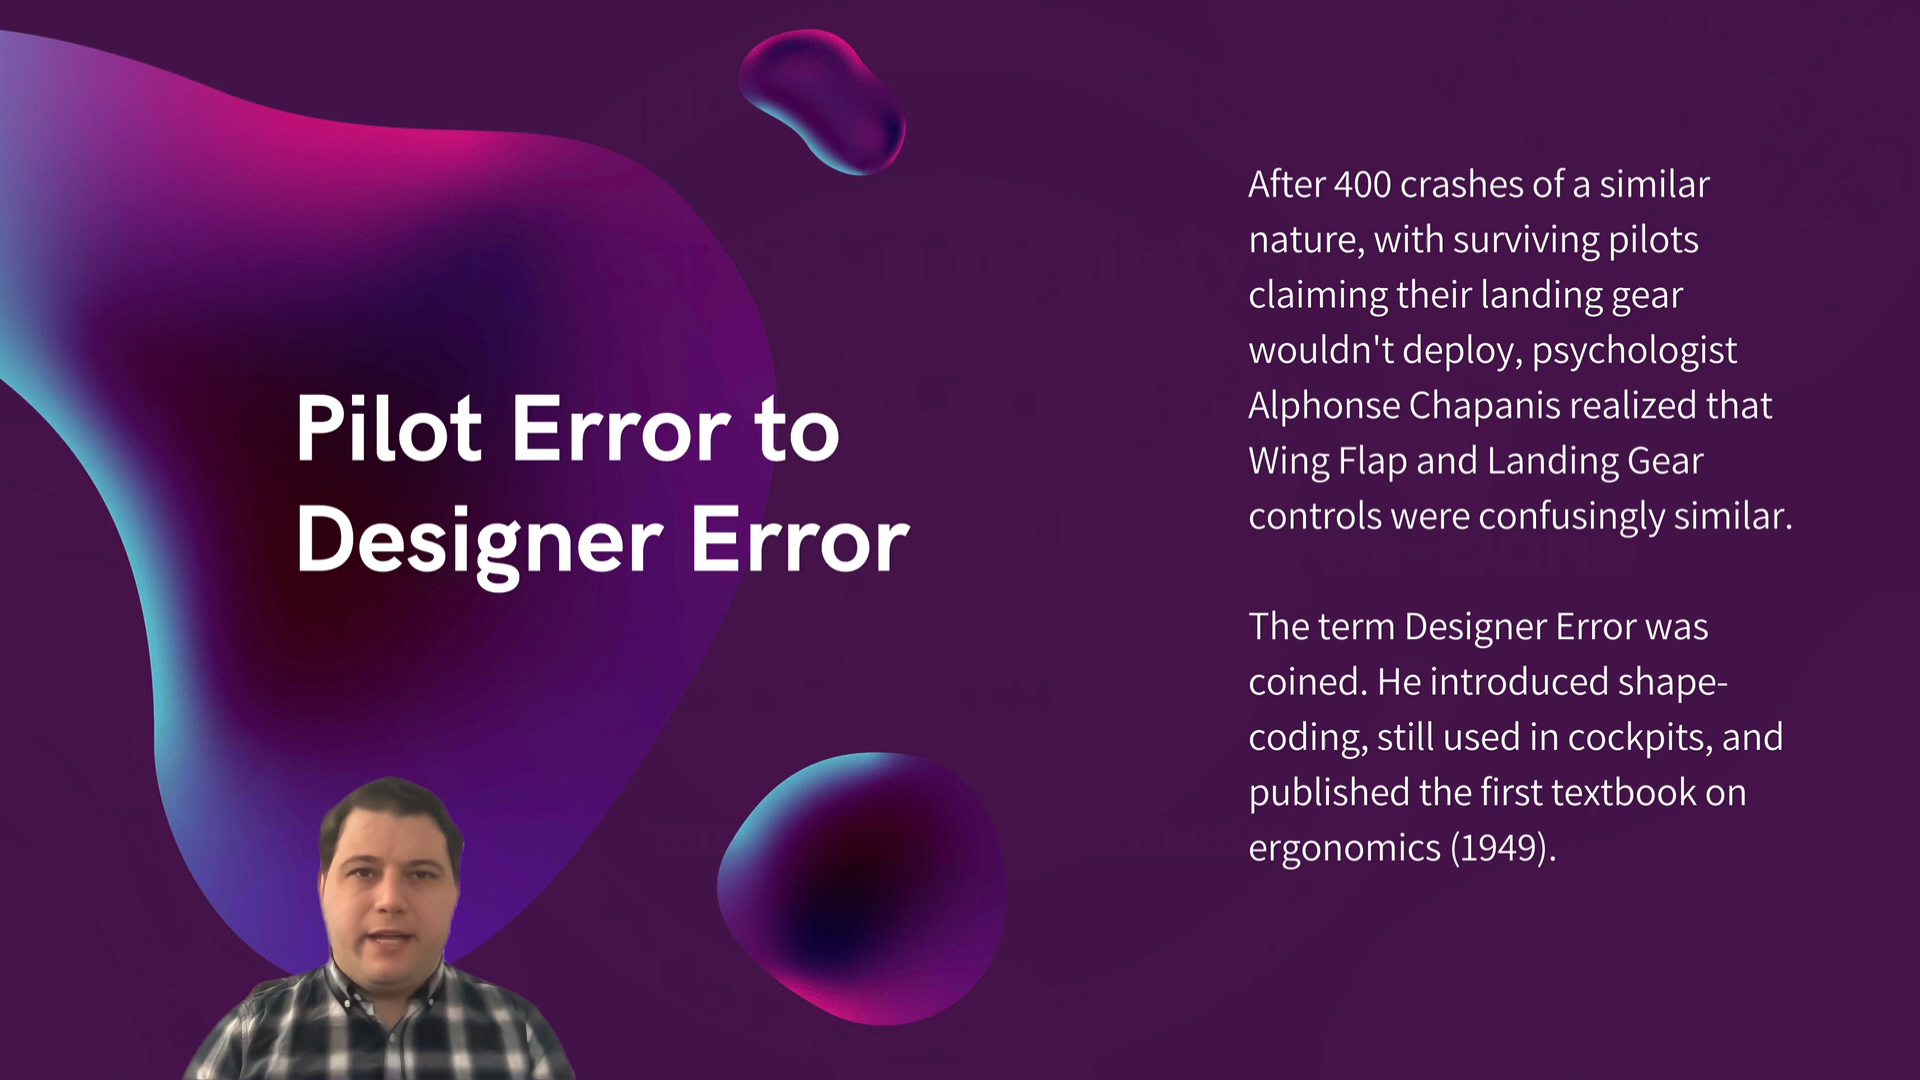 Pilot Error to
Designer Error
After 400 crashes of a similar
nature, with surviving pilots
claiming their landing gear
wouldn't deploy, psychologist
Alphonse Chapanis realized that
Wing Flap and Landing Gear
controls were confusingly similar.
The term Designer Error was
coined. He introduced shape-
coding, still used in cockpits, and
published the first textbook on
ergonomics (1949).